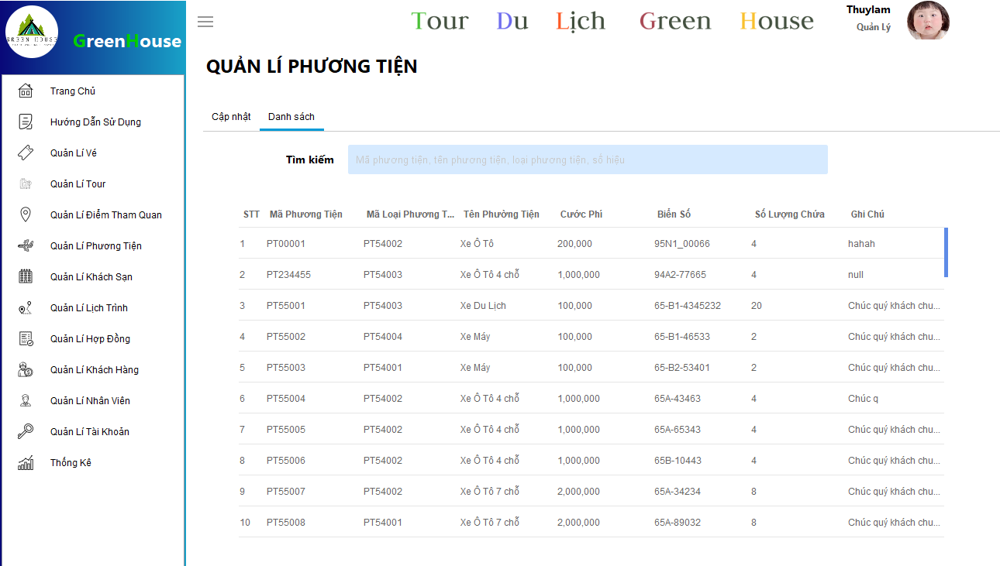 GREEN HOUSE
GreenHouse
Tour Du Lịch Green House
Thuylam
Quản Lý
QUẢN LÍ PHƯƠNG TIỆN
Trang Chủ
Hướng Dẫn Sử Dụng
Quản Lí Vé
Quản Lí Tour
Quản Lí Điểm Tham Quan
Quản Lí Phương Tiện
Quản Lí Khách Sạn
Quản Lí Lịch Trình
Quản Lí Hợp Đồng
Quản Lí Khách Hàng
Quản Lí Nhân Viên
Quản Lí Tài Khoản
Thống Kê
Cập nhật Danh sách
Tìm kiếm Mã phương tiện, tên phương tiện, loại phương tiện, số hiệu
STT Mã Phương Tiện Mã Loại Phương T... Tên Phường Tiện Cước Phí Biển Số Số Lượng Chứa Ghi Chú
1 PT00001 PT54002 Xe Ô Tô 200,000 95N1_00066 4 hahah
2 PT234455 PT54003 Xe Ô Tô 4 chỗ 1,000,000 94A2-77665 4 null
3 PT55001 PT54003 Xe Du Lịch 100,000 65-B1-4345232 20 Chúc quý khách chu...
4 PT55002 PT54004 Xe Máy 100,000 65-B1-46533 2 Chúc quý khách chu...
5 PT55003 PT54001 Xe Máy 100,000 65-B2-53401 2 Chúc quý khách chu...
6 PT55004 PT54002 Xe Ô Tô 4 chỗ 1,000,000 65A-43463 4 Chúc q
7 PT55005 PT54002 Xe Ô Tô 4 chỗ 1,000,000 65A-65343 4 Chúc quý khách chu...
8 PT55006 PT54002 Xe Ô Tô 4 chỗ 1,000,000 65B-10443 4 Chúc quý khách chu...
9 PT55007 PT54002 Xe Ô Tô 7 chỗ 2,000,000 65A-34234 8 Chúc quý khách chu...
10 PT55008 PT54001 Xe Ô Tô 7 chỗ 2,000,000 65A-89032 8 Chúc quý khách chu...